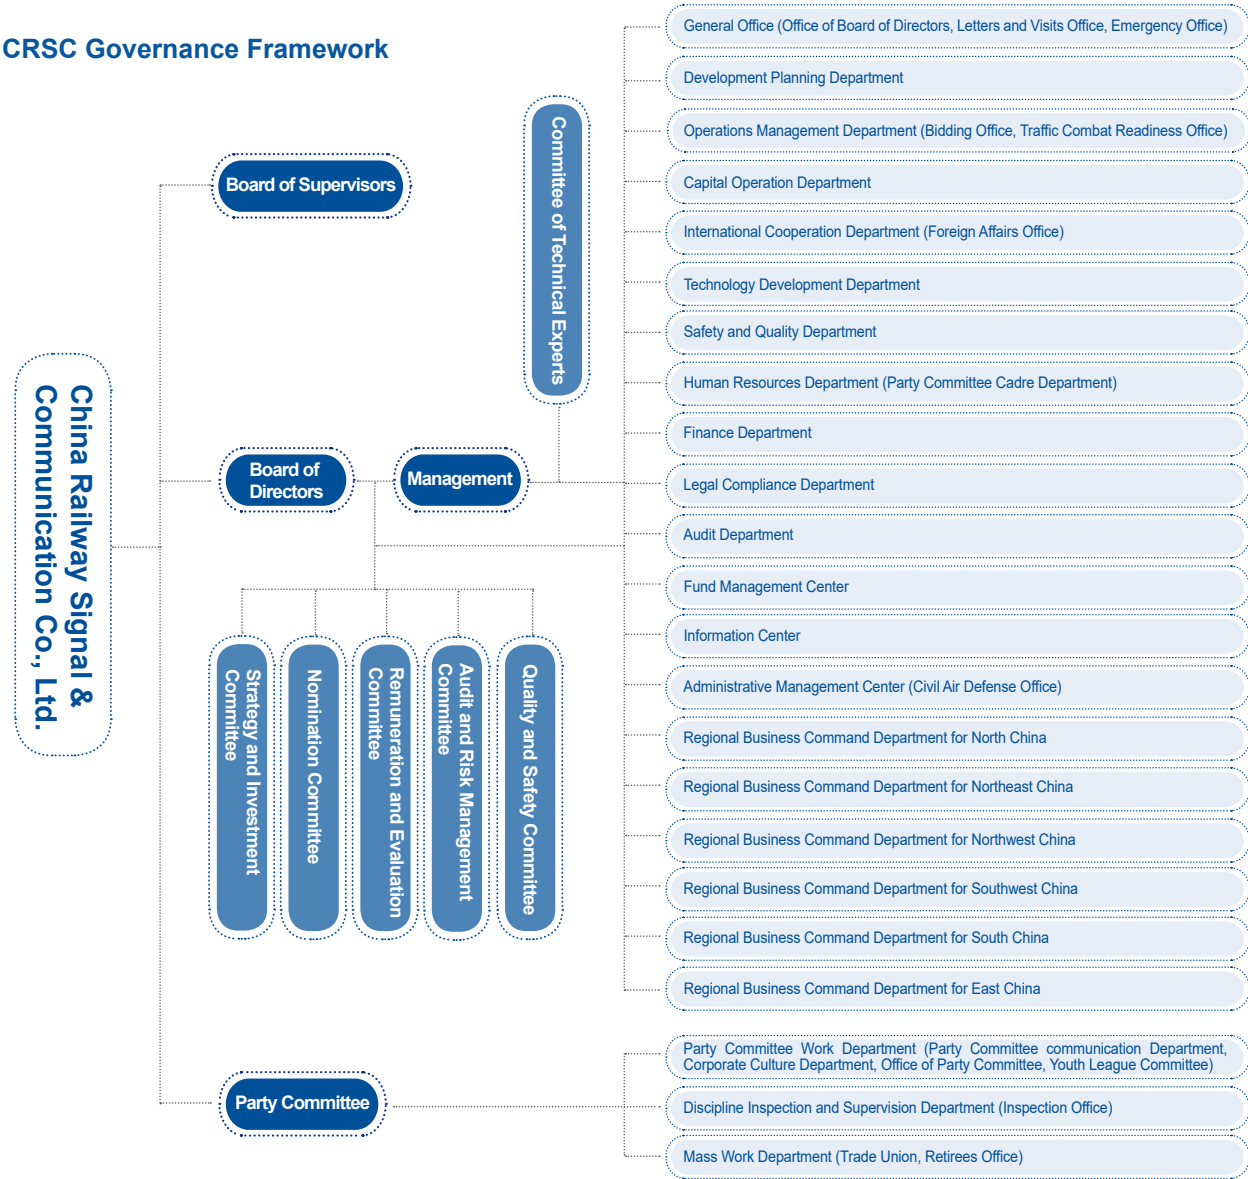 CRSC Governance Framework
China Railway Signal &
Communication Co., Ltd.
Board of Supervisors
Board of
Directors
Management
Committee of Technical Experts
Strategy and Investment
Committee
Nomination Committee
Remuneration and Evaluation
Committee
Audit and Risk Management
Committee
Quality and Safety Committee
Party Committee
General Office (Office of Board of Directors, Letters and Visits Office, Emergency Office)
Development Planning Department
Operations Management Department (Bidding Office, Traffic Combat Readiness Office)
Capital Operation Department
International Cooperation Department (Foreign Affairs Office)
Technology Development Department
Safety and Quality Department
Human Resources Department (Party Committee Cadre Department)
Finance Department
Legal Compliance Department
Audit Department
Fund Management Center
Information Center
Administrative Management Center (Civil Air Defense Office)
Regional Business Command Department for North China
Regional Business Command Department for Northeast China
Regional Business Command Department for Northwest China
Regional Business Command Department for Southwest China
Regional Business Command Department for South China
Regional Business Command Department for East China
Party Committee Work Department (Party Committee communication Department,
Corporate Culture Department, Office of Party Committee, Youth League Committee)
Discipline Inspection and Supervision Department (Inspection Office)
Mass Work Department (Trade Union, Retirees Office)